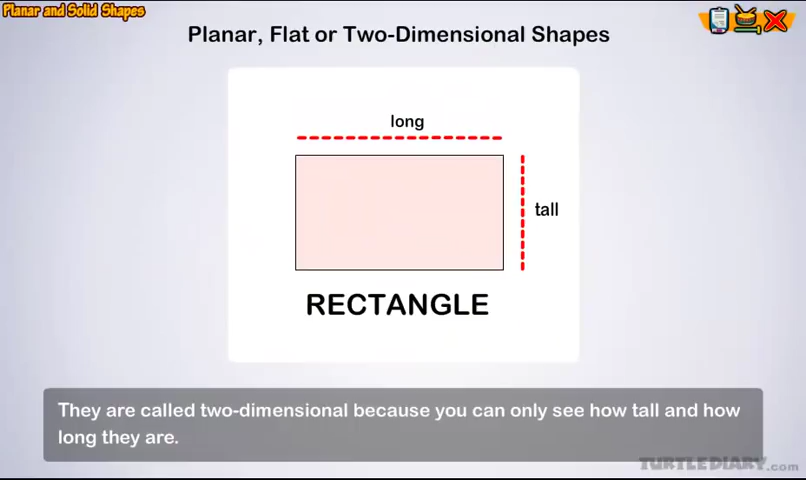 Planar and Solid Shapes
Planar, Flat or Two-Dimensional Shapes
long
tall
RECTANGLE
They are called two-dimensional because you can only see how tall and how
long they are.
TURTLEDIARY.com